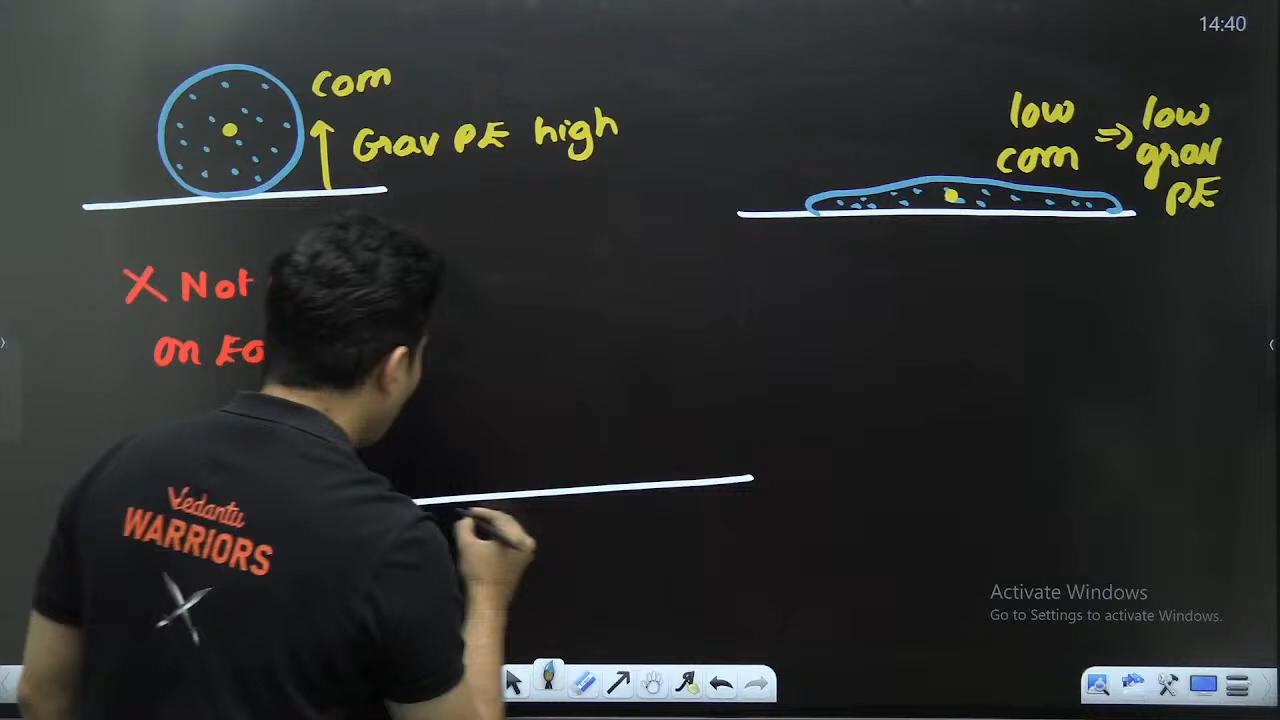 14:40
com
Grav PE high
low
com
=> low
grav
PE
X Not
on
Vedantu
WARRIORS
Activate Windows
Go to Settings to activate Windows.